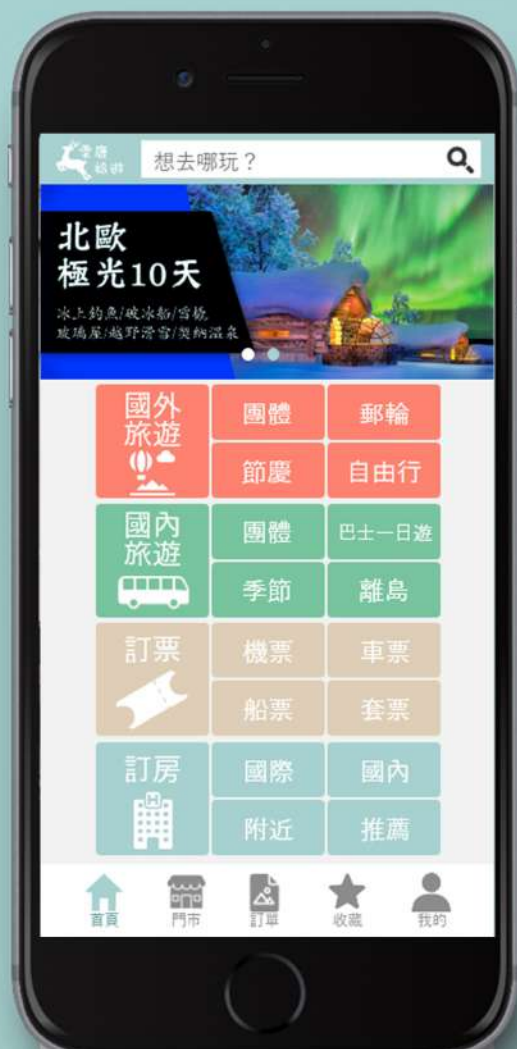 想去哪玩？
北歐
極光10天
冰上釣魚/破冰船/雪橇
玻璃屋/越野滑雪/契納溫泉
國外
旅遊
團體
郵輪
節慶
自由行
國內
旅遊
團體
巴士一日遊
季節
離島
訂票
機票
車票
船票
套票
訂房
H
國際
國內
附近
推薦
首頁
門市
訂單
收藏
我的